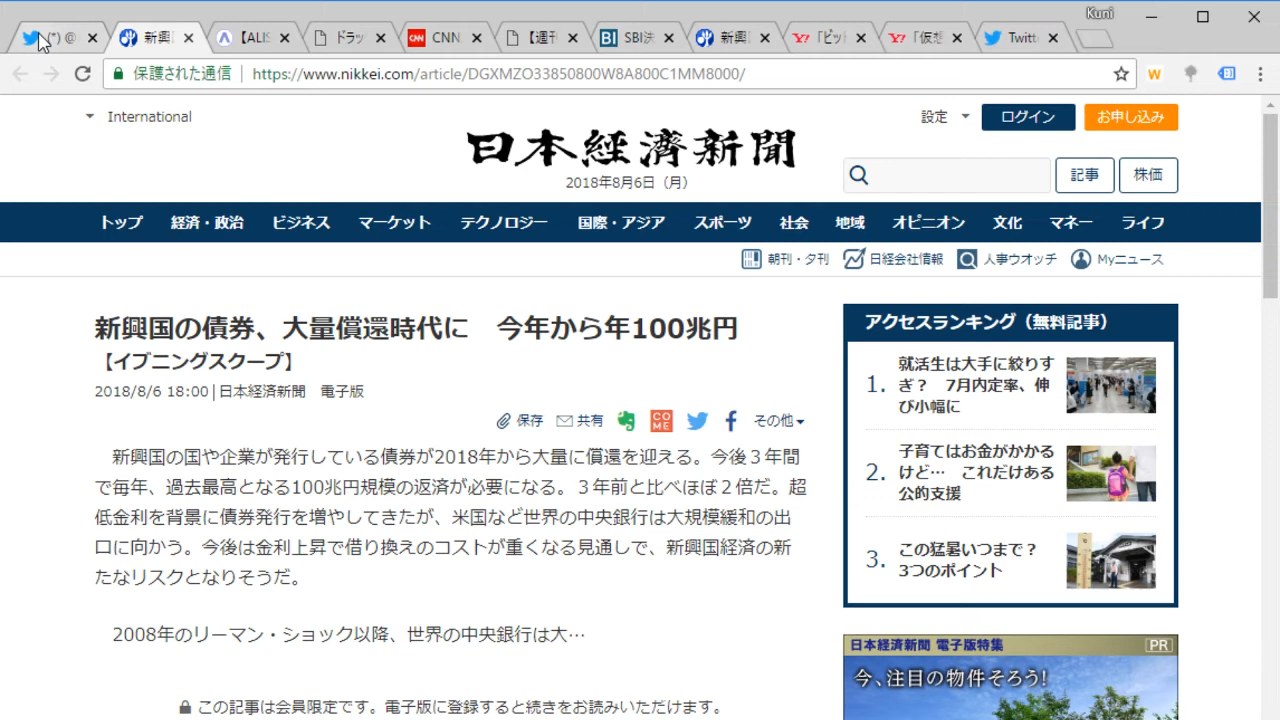 Kuni
(*) @
新興
【ALIS
ドラッ
CNN
【週刊
SBI決
新興
「ビッ
「仮想
Twitt
保護された通信
https://www.nikkei.com/article/DGXMZO33850800W8A800C1MM8000/
International
設定
ログイン
お申し込み
日本経済新聞
2018年8月6日（月）
記事
株価
トップ 経済・政治 ビジネス マーケット テクノロジー 国際・アジア スポーツ 社会 地域 オピニオン 文化 マネー ライフ
朝刊・夕刊 日経会社情報 人事ウオッチ Myニュース
新興国の債券、大量償還時代に　今年から年100兆円
【イブニングスクープ】
2018/8/6 18:00 | 日本経済新聞　電子版
保存 共有 COME その他
新興国の国や企業が発行している債券が2018年から大量に償還を迎える。今後３年間
で毎年、過去最高となる100兆円規模の返済が必要になる。３年前と比べほぼ２倍だ。超
低金利を背景に債券発行を増やしてきたが、米国など世界の中央銀行は大規模緩和の出
口に向かう。今後は金利上昇で借り換えのコストが重くなる見通しで、新興国経済の新
たなリスクとなりそうだ。
2008年のリーマン・ショック以降、世界の中央銀行は大…
この記事は会員限定です。電子版に登録すると続きをお読みいただけます。
アクセスランキング（無料記事）
1.
就活生は大手に絞りす
ぎ？　7月内定率、伸
び小幅に
2.
子育てはお金がかかる
けど…　これだけある
公的支援
3.
この猛暑いつまで？
3つのポイント
日本経済新聞 電子版特集
PR
今、注目の物件そろう!